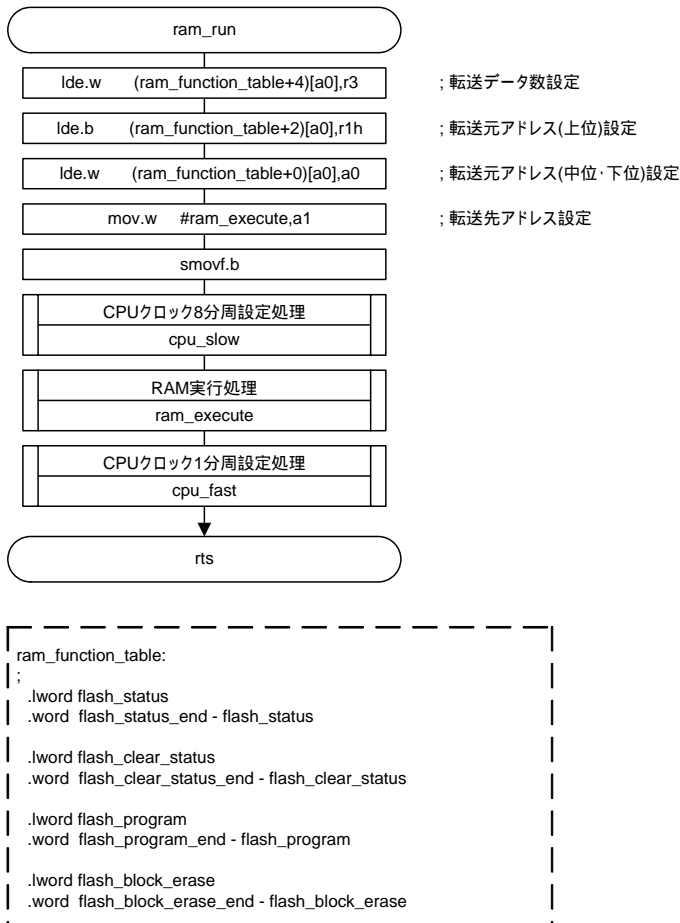 ram_run
lde.w (ram_function_table+4)[a0],r3 ; 転送データ数設定
lde.b (ram_function_table+2)[a0],r1h ; 転送元アドレス(上位)設定
lde.w (ram_function_table+0)[a0],a0 ; 転送元アドレス(中位・下位)設定
mov.w #ram_execute,a1 ; 転送先アドレス設定
smovf.b
CPUクロック8分周設定処理
cpu_slow
RAM実行処理
ram_execute
CPUクロック1分周設定処理
cpu_fast
rts
ram_function_table:
;
.lword flash_status
.word flash_status_end - flash_status
.lword flash_clear_status
.word flash_clear_status_end - flash_clear_status
.lword flash_program
.word flash_program_end - flash_program
.lword flash_block_erase
.word flash_block_erase_end - flash_block_erase